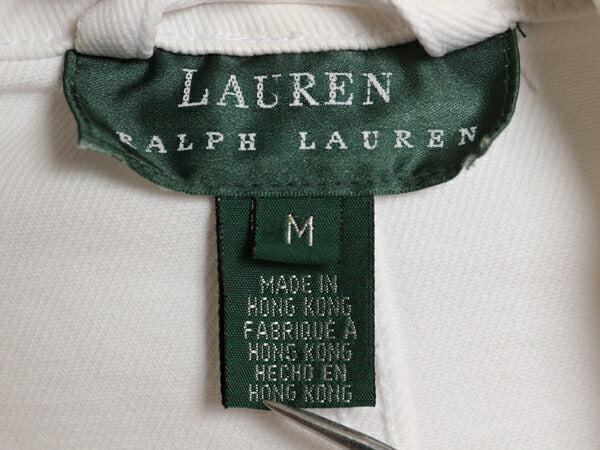 LAUREN
RALPH LAUREN
M
MADE IN
HONG KONG
FABRIQUÉ À
HONG KONG
HECHO EN
HONG KONG